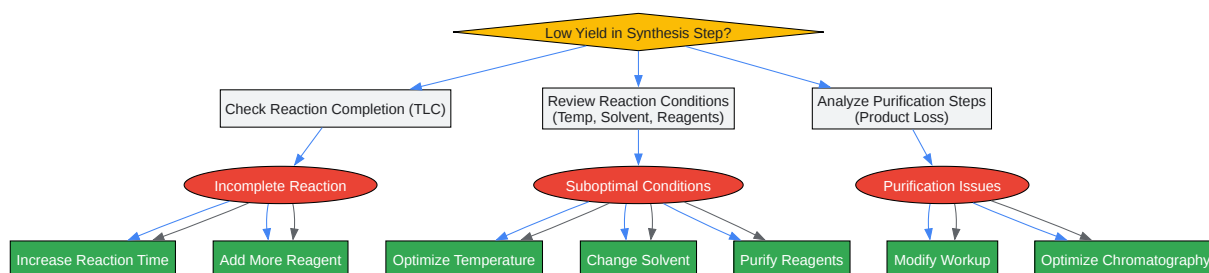 Low Yield in Synthesis Step?
Check Reaction Completion (TLC)
Review Reaction Conditions
(Temp, Solvent, Reagents)
Analyze Purification Steps
(Product Loss)
Incomplete Reaction
Suboptimal Conditions
Purification Issues
Increase Reaction Time
Add More Reagent
Optimize Temperature
Change Solvent
Purify Reagents
Modify Workup
Optimize Chromatography